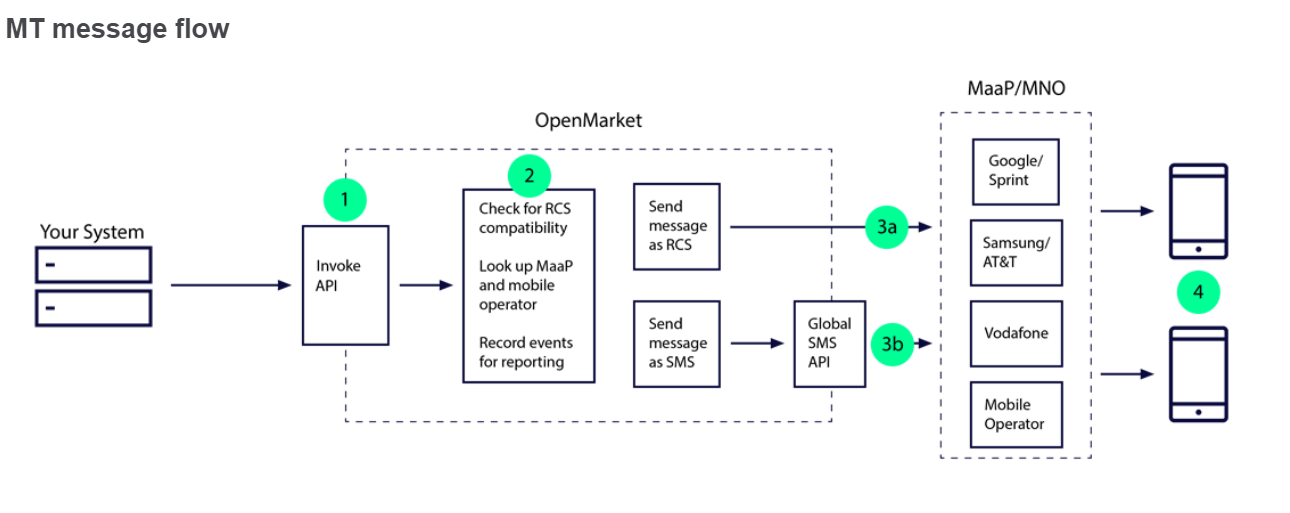 MT message flow
MaaP/MNO
OpenMarket
Your System
1
Invoke
API
2
Check for RCS
compatibility
Look up MaaP
and mobile
operator
Record events
for reporting
Send
message
as RCS
3a
Send
message
as SMS
Global
SMS
API
3b
Google/
Sprint
Samsung/
AT&T
Vodafone
Mobile
Operator
4